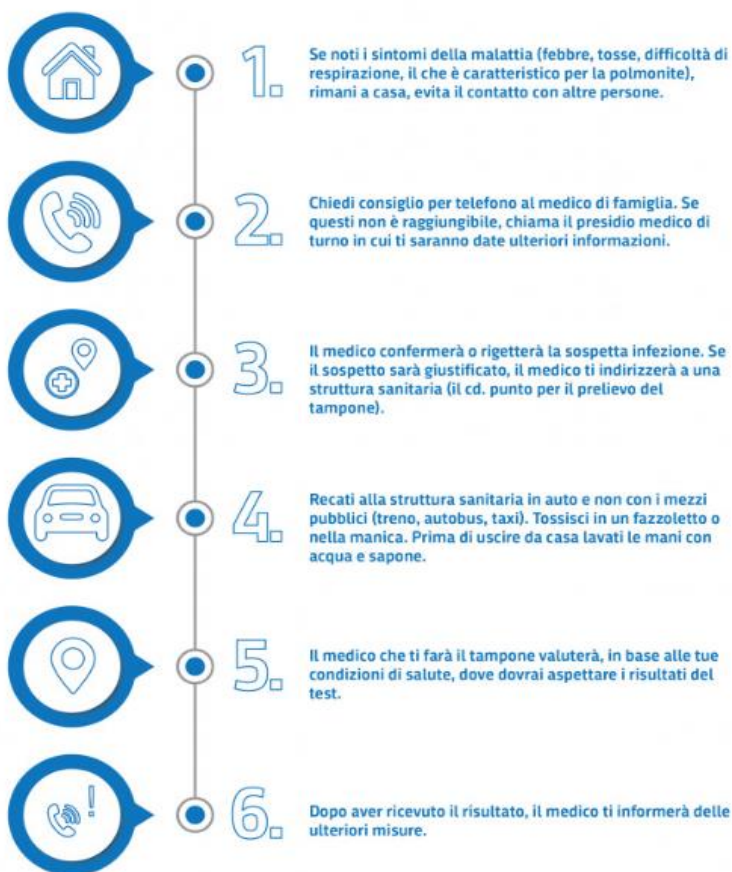 1.
Se noti i sintomi della malattia (febbre, tosse, difficoltà di
respirazione, il che è caratteristico per la polmonite),
rimani a casa, evita il contatto con altre persone.
2.
Chiedi consiglio per telefono al medico di famiglia. Se
questi non è raggiungibile, chiama il presidio medico di
turno in cui ti saranno date ulteriori informazioni.
3.
Il medico confermerà o rigetterà la sospetta infezione. Se
il sospetto sarà giustificato, il medico ti indirizzerà a una
struttura sanitaria (il cd. punto per il prelievo del
tampone).
4.
Recati alla struttura sanitaria in auto e non con i mezzi
pubblici (treno, autobus, taxi). Tossisci in un fazzoletto o
nella manica. Prima di uscire da casa lavati le mani con
acqua e sapone.
5.
Il medico che ti farà il tampone valuterà, in base alle tue
condizioni di salute, dove dovrai aspettare i risultati del
test.
6.
Dopo aver ricevuto il risultato, il medico ti informerà delle
ulteriori misure.